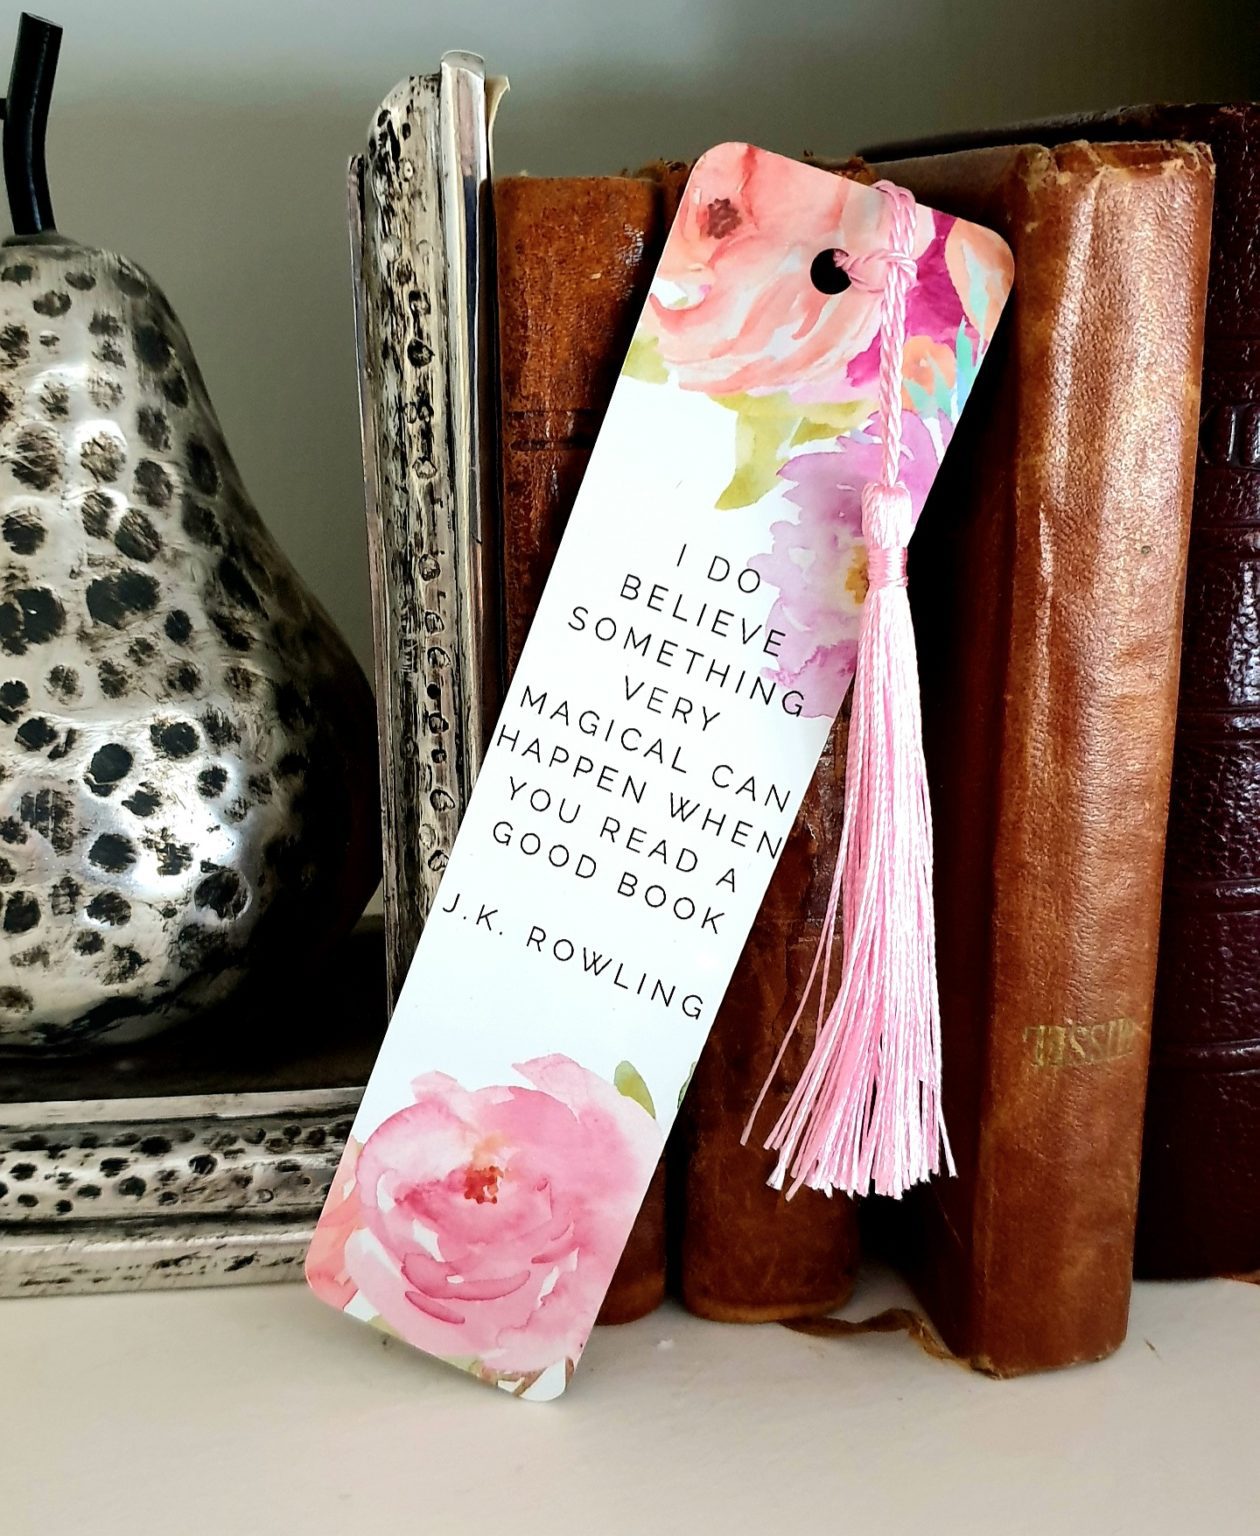 I DO
BELIEVE
SOMETHING
VERY
MAGICAL CAN
HAPPEN WHEN
YOU READ A
GOOD BOOK
J.K. ROWLING